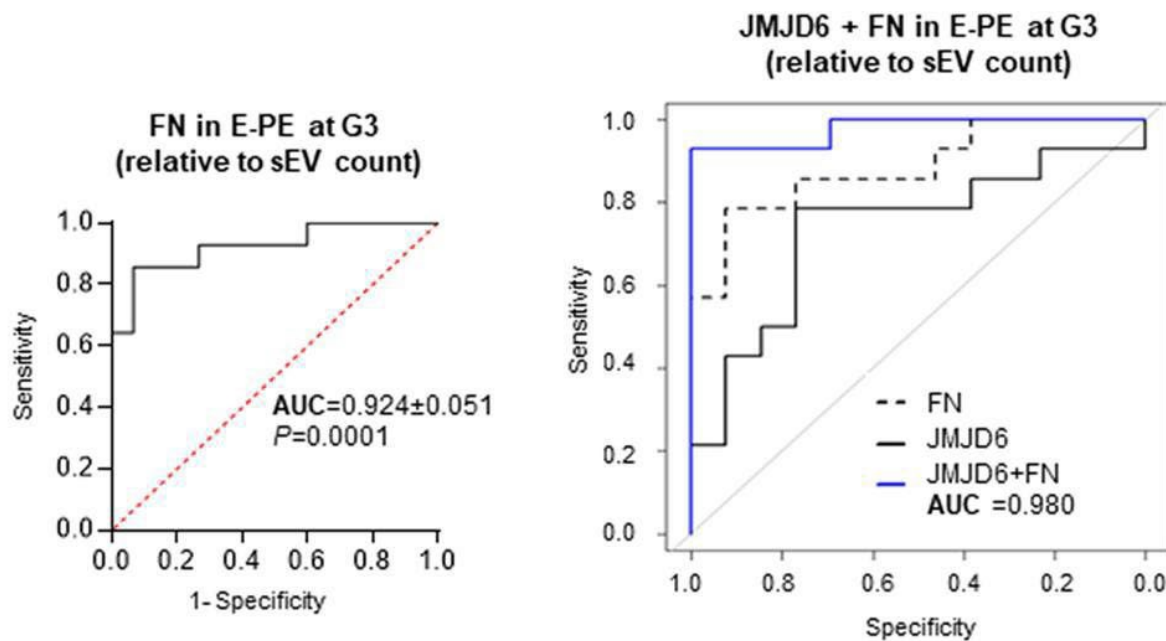 FN in E-PE at G3
(relative to sEV count)
1.0
0.8
0.6
0.4
0.2
0.0
Sensitivity
AUC=0.924±0.051
P=0.0001
0.0 0.2 0.4 0.6 0.8 1.0
1- Specificity
JMJD6 + FN in E-PE at G3
(relative to sEV count)
1.0
0.8
0.6
0.4
0.2
0.0
Sensitivity
FN
JMJD6
JMJD6+FN
AUC =0.980
1.0 0.8 0.6 0.4 0.2 0.0
Specificity